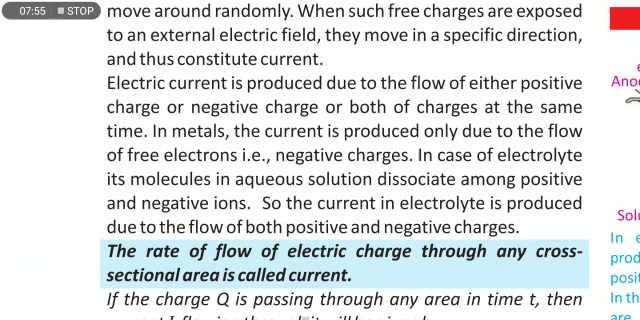 07:55 STOP
move around randomly. When such free charges are exposed
to an external electric field, they move in a specific direction,
and thus constitute current.
Electric current is produced due to the flow of either positive
charge or negative charge or both of charges at the same
time. In metals, the current is produced only due to the flow
of free electrons i.e., negative charges. In case of electrolyte
its molecules in aqueous solution dissociate among positive
and negative ions. So the current in electrolyte is produced
due to the flow of both positive and negative charges.
The rate of flow of electric charge through any cross-
sectional area is called current.
If the charge Q is passing through any area in time t, then
Solu
In e
prod
posit
In th
are